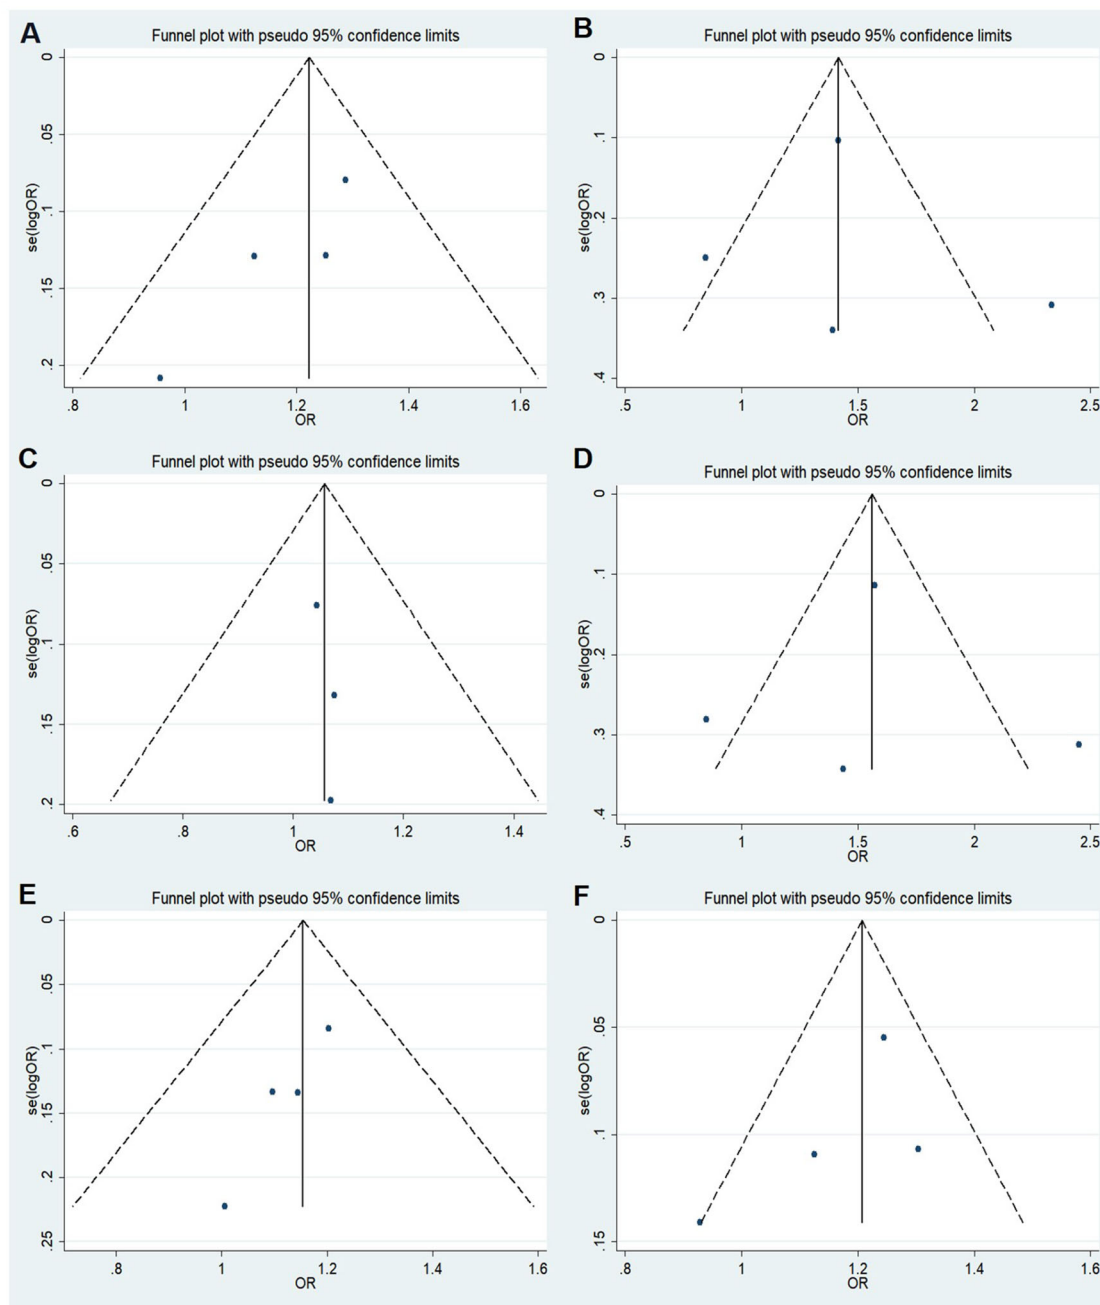 A
Funnel plot with pseudo 95% confidence limits
0
.05
.1
.15
.2
se(logOR)
.8 1 1.2 1.4 1.6
OR
B
Funnel plot with pseudo 95% confidence limits
0
.1
.2
.3
.4
se(logOR)
.5 1 1.5 2 2.5
OR
C
Funnel plot with pseudo 95% confidence limits
0
.05
.1
.15
.2
se(logOR)
.6 .8 1 1.2 1.4
OR
D
Funnel plot with pseudo 95% confidence limits
0
.1
.2
.3
.4
se(logOR)
.5 1 1.5 2 2.5
OR
E
Funnel plot with pseudo 95% confidence limits
0
.05
.1
.15
.2
.25
se(logOR)
.8 1 1.2 1.4 1.6
OR
F
Funnel plot with pseudo 95% confidence limits
0
.05
.1
.15
se(logOR)
.8 1 1.2 1.4 1.6
OR